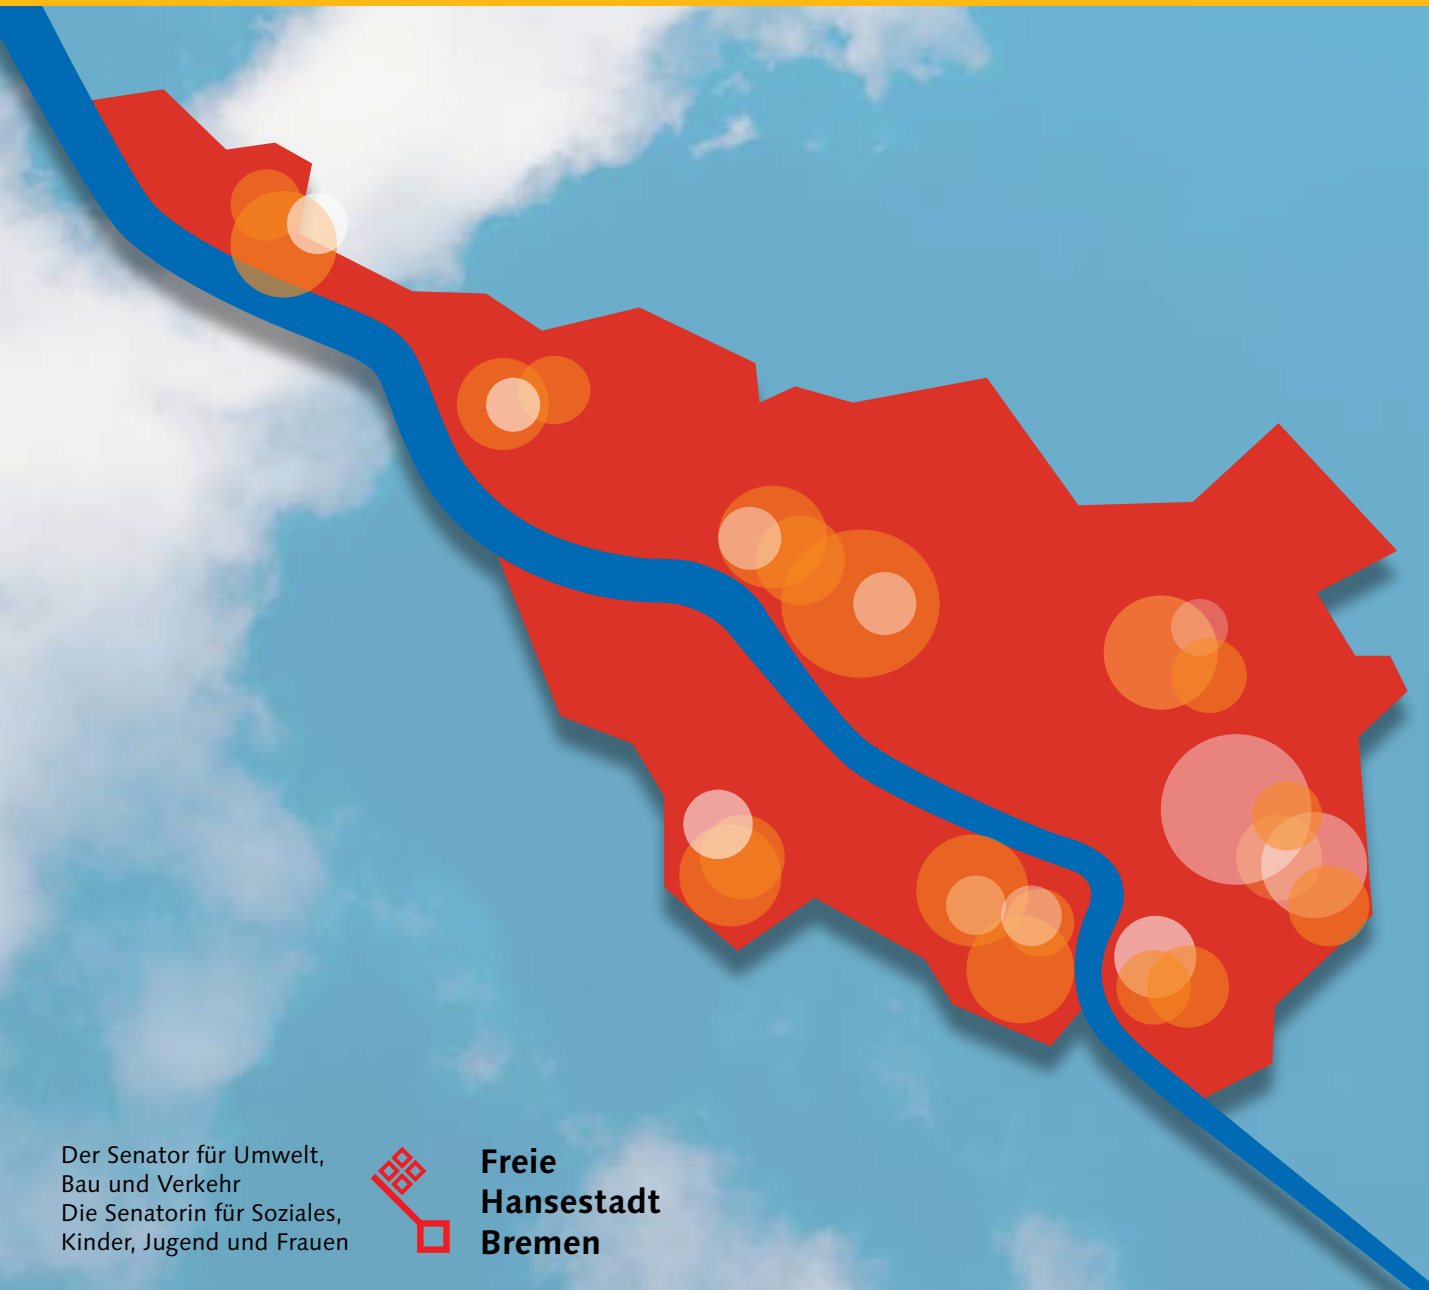 Der Senator für Umwelt,
Bau und Verkehr
Die Senatorin für Soziales,
Kinder, Jugend und Frauen
Freie
Hansestadt
Bremen